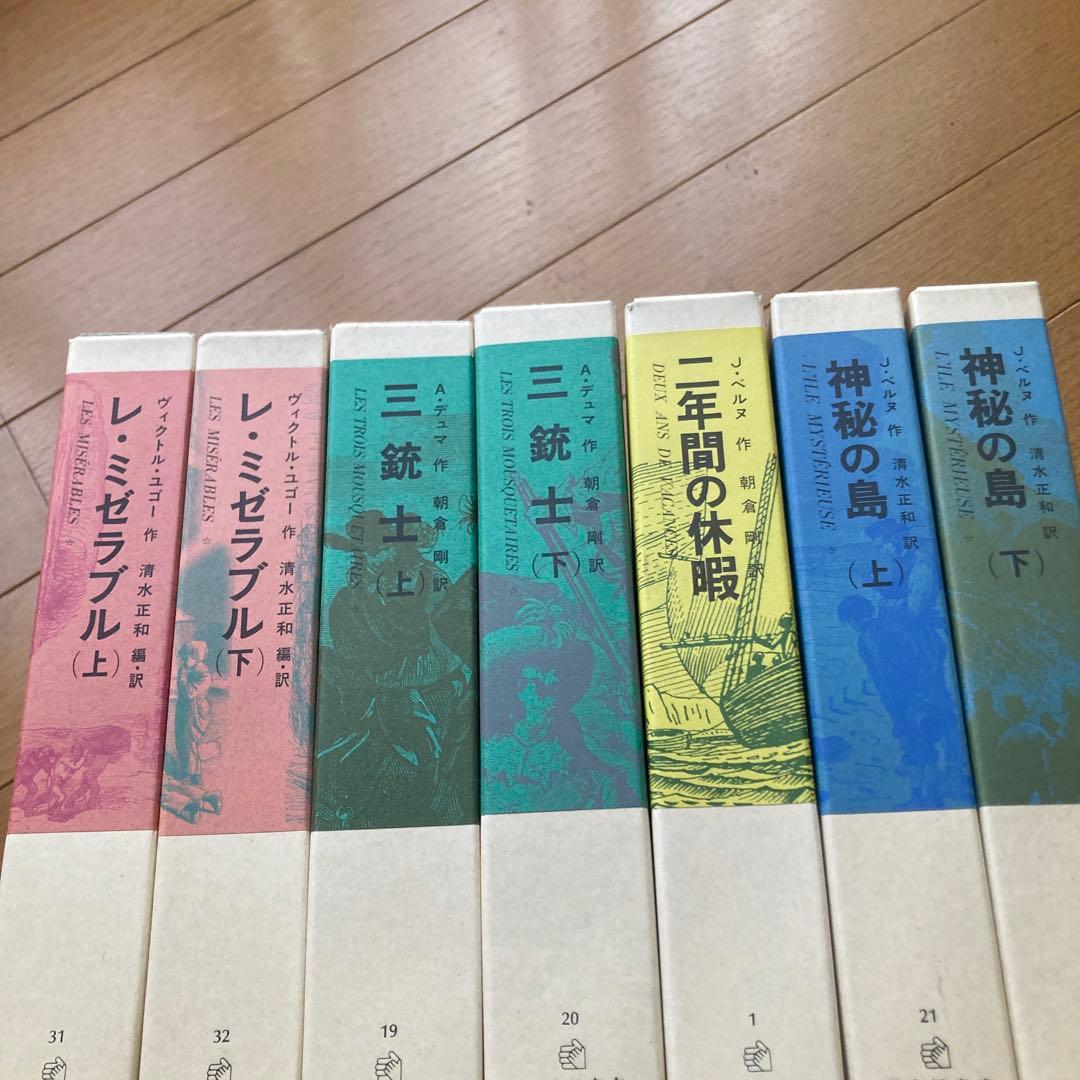 ヴィクトル・ユゴー 作 清水正和 編・訳
レ・ミゼラブル(上)
LES MISÉRABLES ☆
31
ヴィクトル・ユゴー 作 清水正和 編・訳
レ・ミゼラブル(下)
LES MISÉRABLES ☆
32
A・デュマ 作 朝倉 剛 訳
三銃士(上)
LES TROIS MOUSQUETAIRES ☆
19
A・デュマ 作 朝倉 剛 訳
三銃士(下)
LES TROIS MOUSQUETAIRES ☆
20
J・ベルヌ 作 朝倉 剛 訳
二年間の休暇
DEUX ANS DE VACANCES
1
J・ベルヌ 作 清水正和 訳
神秘の島(上)
L'ILE MYSTÉRIEUSE ☆
21
J・ベルヌ 作 清水正和 訳
神秘の島(下)
L'ILE MYSTÉRIEUSE ☆